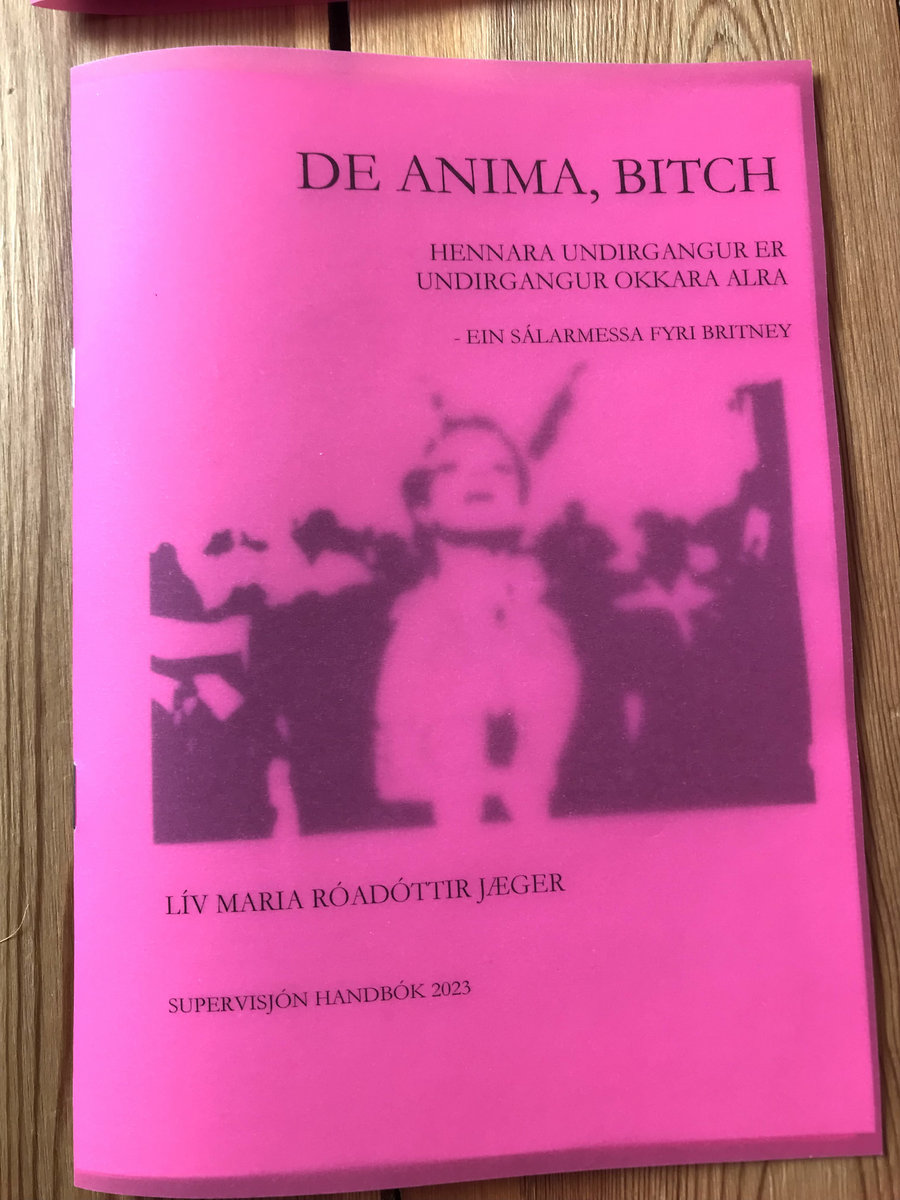 DE ANIMA, BITCH
HENNARA UNDIRGANGUR ER
UNDIRGANGUR OKKARA ALRA
- EIN SÁLARMESSA FYRI BRITNEY
LÍV MARIA RÓADÓTTIR JÆGER
SUPERVISJÓN HANDBÓK 2023